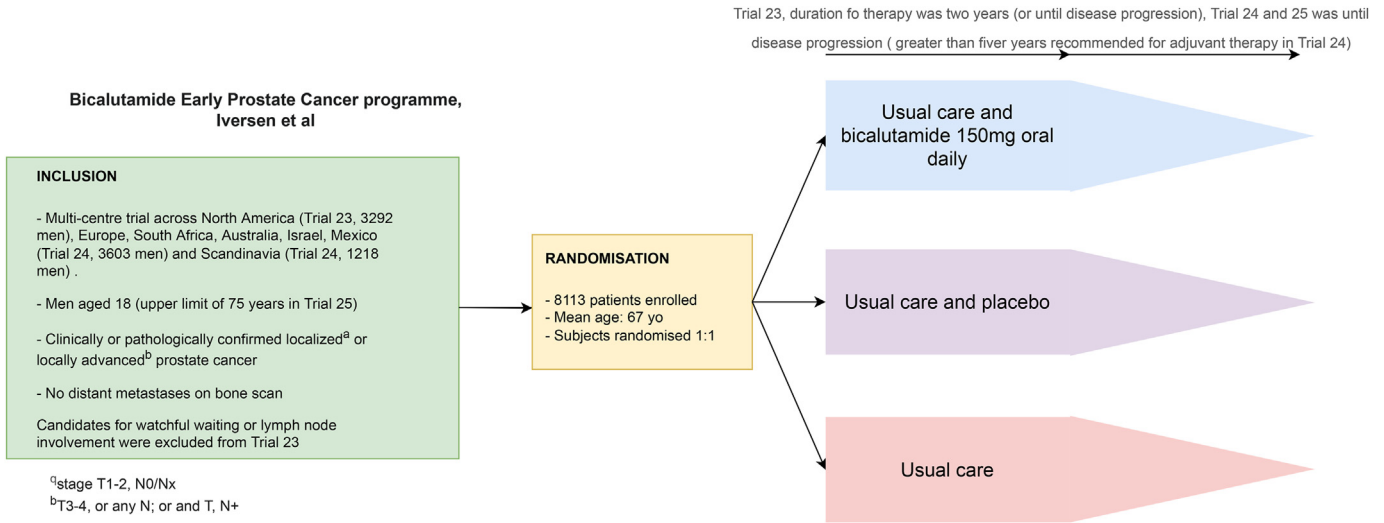 Trial 23, duration fo therapy was two years (or until disease progression), Trial 24 and 25 was until
disease progression ( greater than fiver years recommended for adjuvant therapy in Trial 24)
Bicalutamide Early Prostate Cancer programme,
Iversen et al
INCLUSION
- Multi-centre trial across North America (Trial 23, 3292
men), Europe, South Africa, Australia, Israel, Mexico
(Trial 24, 3603 men) and Scandinavia (Trial 24, 1218
men) .
- Men aged 18 (upper limit of 75 years in Trial 25)
- Clinically or pathologically confirmed localizedᵃ or
locally advancedᵇ prostate cancer
- No distant metastases on bone scan
Candidates for watchful waiting or lymph node
involvement were excluded from Trial 23
qstage T1-2, N0/Nx
ᵇT3-4, or any N; or and T, N+
RANDOMISATION
- 8113 patients enrolled
- Mean age: 67 yo
- Subjects randomised 1:1
Usual care and
bicalutamide 150mg oral
daily
Usual care and placebo
Usual care